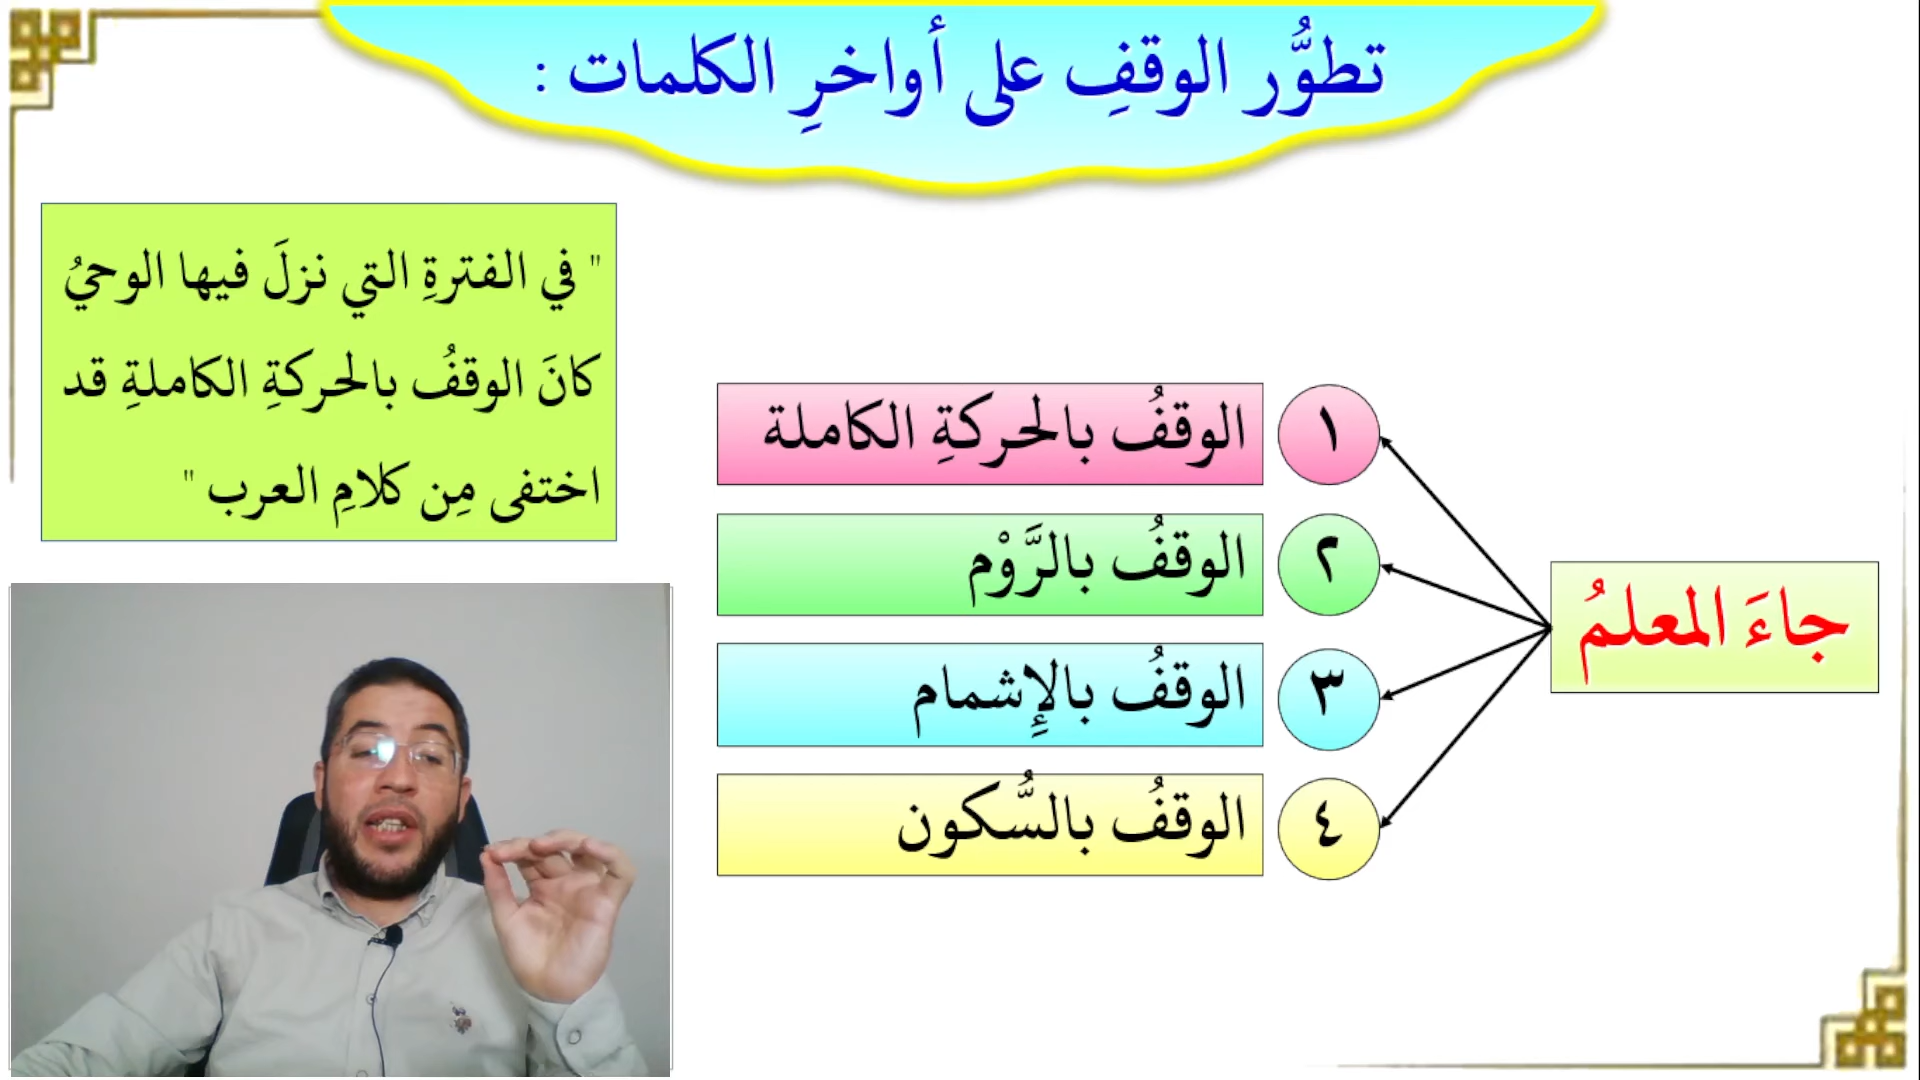 تطوُّر الوقفِ على أواخرِ الكلمات :
" في الفترةِ التي نزلَ فيها الوحيُ
كانَ الوقفُ بالحركةِ الكاملةِ قد
اختفى مِن كلامِ العرب "
جاءَ المعلمُ
١ الوقفُ بالحركةِ الكاملة
٢ الوقفُ بالرَّوْم
٣ الوقفُ بالإِشمام
٤ الوقفُ بالسُّكون